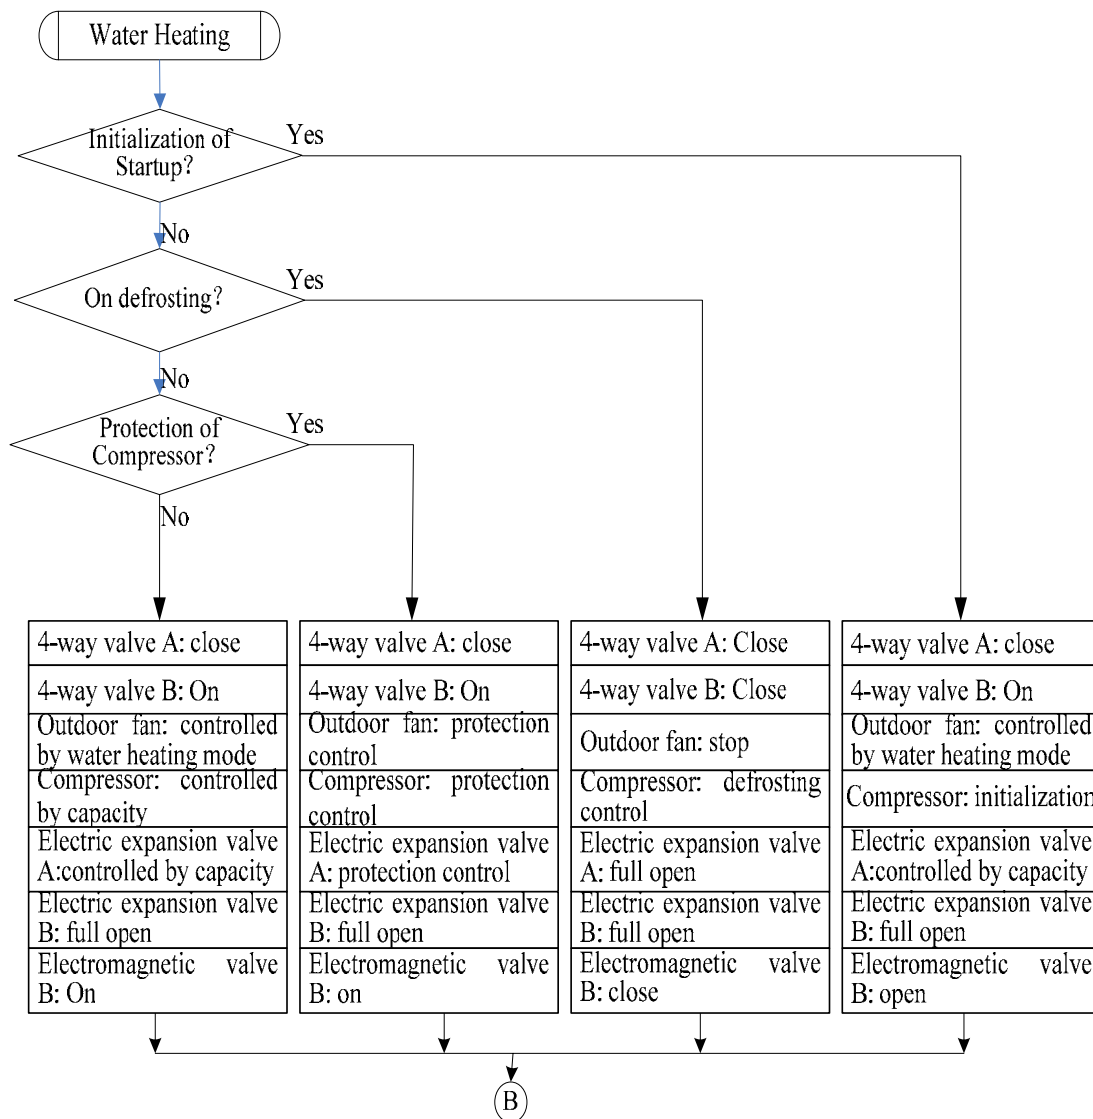 Water Heating
Initialization of
Startup?
Yes
No
On defrosting?
Yes
No
Protection of
Compressor?
Yes
No
4-way valve A: close
4-way valve B: On
Outdoor fan: controlled
by water heating mode
Compressor: controlled
by capacity
Electric expansion valve
A:controlled by capacity
Electric expansion valve
B: full open
Electromagnetic valve
B: On
4-way valve A: close
4-way valve B: On
Outdoor fan: protection
control
Compressor: protection
control
Electric expansion valve
A: protection control
Electric expansion valve
B: full open
Electromagnetic valve
B: on
4-way valve A: Close
4-way valve B: Close
Outdoor fan: stop
Compressor: defrosting
control
Electric expansion valve
A: full open
Electric expansion valve
B: full open
Electromagnetic valve
B: close
4-way valve A: close
4-way valve B: On
Outdoor fan: controlled
by water heating mode
Compressor: initialization
Electric expansion valve
A:controlled by capacity
Electric expansion valve
B: full open
Electromagnetic valve
B: open
B